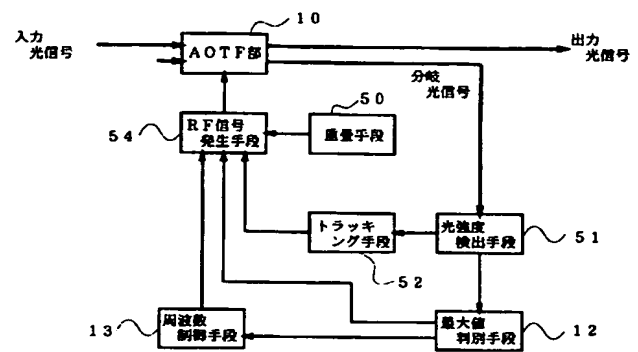 10
入力
光信号
AOTF部
出力
光信号
分岐
光信号
50
54
RF信号
発生手段
重畳手段
トラッキ
ング手段
光強度
検出手段
51
52
13
周波数
制御手段
最大値
判別手段
12